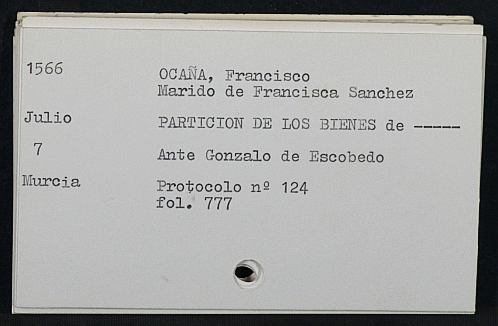 1566
OCAÑA, Francisco
Marido de Francisca Sanchez
Julio
PARTICION DE LOS BIENES de -----
7
Ante Gonzalo de Escobedo
Murcia
Protocolo nº 124
fol. 777